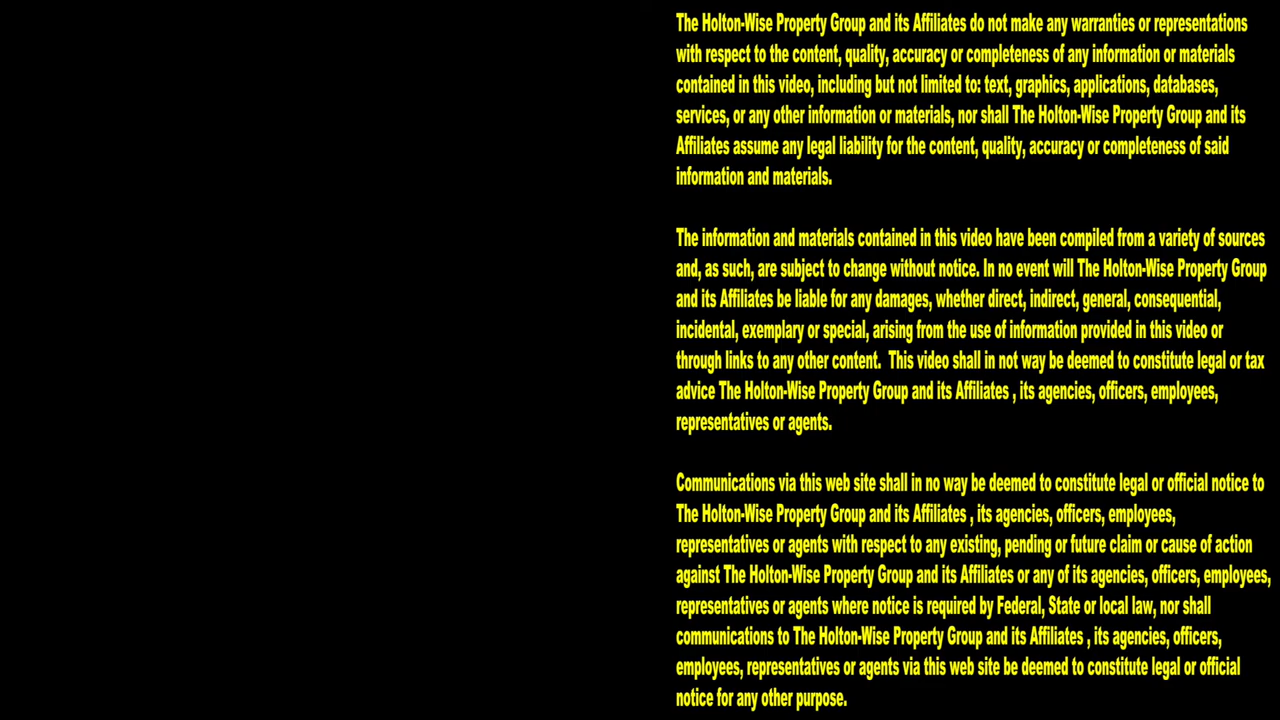 The Holton-Wise Property Group and its Affiliates do not make any warranties or representations
with respect to the content, quality, accuracy or completeness of any information or materials
contained in this video, including but not limited to: text, graphics, applications, databases,
services, or any other information or materials, nor shall The Holton-Wise Property Group and its
Affiliates assume any legal liability for the content, quality, accuracy or completeness of said
information and materials.
The information and materials contained in this video have been compiled from a variety of sources
and, as such, are subject to change without notice. In no event will The Holton-Wise Property Group
and its Affiliates be liable for any damages, whether direct, indirect, general, consequential,
incidental, exemplary or special, arising from the use of information provided in this video or
through links to any other content.  This video shall in not way be deemed to constitute legal or tax
advice The Holton-Wise Property Group and its Affiliates , its agencies, officers, employees,
representatives or agents.
Communications via this web site shall in no way be deemed to constitute legal or official notice to
The Holton-Wise Property Group and its Affiliates , its agencies, officers, employees,
representatives or agents with respect to any existing, pending or future claim or cause of action
against The Holton-Wise Property Group and its Affiliates or any of its agencies, officers, employees,
representatives or agents where notice is required by Federal, State or local law, nor shall
communications to The Holton-Wise Property Group and its Affiliates , its agencies, officers,
employees, representatives or agents via this web site be deemed to constitute legal or official
notice for any other purpose.